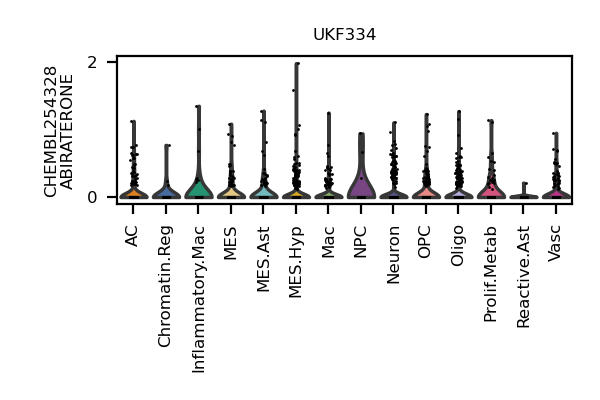 UKF334
CHEMBL254328
ABIRATERONE
2
0
AC
Chromatin.Reg
Inflammatory.Mac
MES
MES.Ast
MES.Hyp
Mac
NPC
Neuron
OPC
Oligo
Prolif.Metab
Reactive.Ast
Vasc